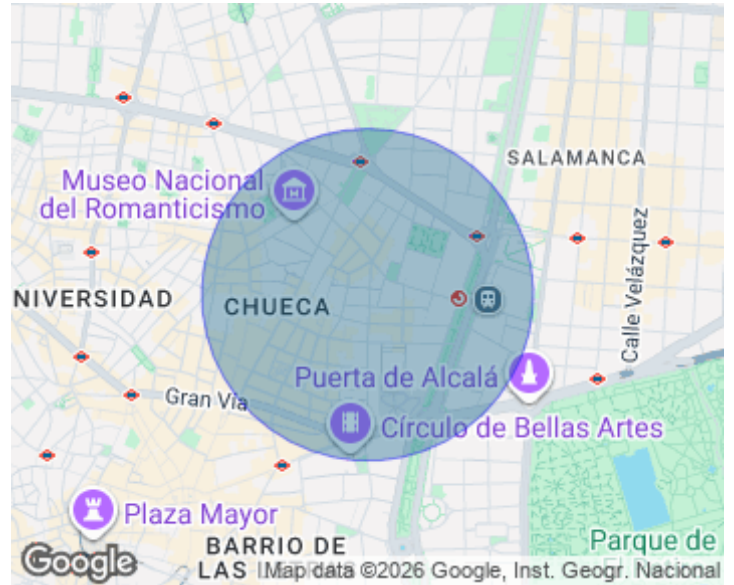 SALAMANCA
Museo Nacional
del Romanticismo
Calle Velázquez
NIVERSIDAD
CHUECA
Puerta de Alcalá
Gran Vía
Círculo de Bellas Artes
Plaza Mayor
Parque de
BARRIO DE
LAS
Google
Map data ©2026 Google, Inst. Geogr. Nacional